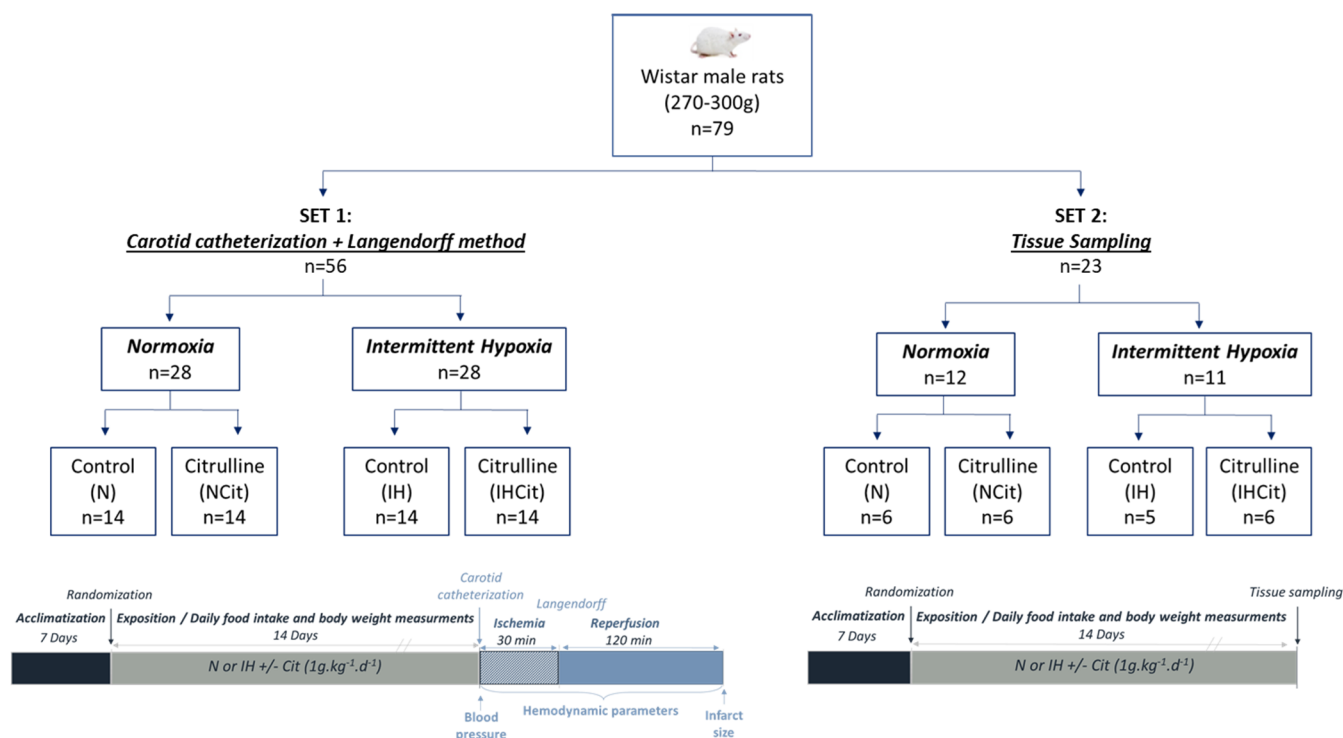 Wistar male rats
(270-300g)
n=79
SET 1:
Carotid catheterization + Langendorff method
n=56
Normoxia
n=28
Intermittent Hypoxia
n=28
Control
(N)
n=14
Citrulline
(NCit)
n=14
Control
(IH)
n=14
Citrulline
(IHCit)
n=14
SET 2:
Tissue Sampling
n=23
Normoxia
n=12
Intermittent Hypoxia
n=11
Control
(N)
n=6
Citrulline
(NCit)
n=6
Control
(IH)
n=5
Citrulline
(IHCit)
n=6
Randomization
Carotid
catheterization
Langendorff
Acclimatization
7 Days
Exposition / Daily food intake and body weight measurments
14 Days
Ischemia
30 min
Reperfusion
120 min
N or IH +/- Cit (1g.kg⁻¹.d⁻¹)
Blood
pressure
Hemodynamic parameters
Infarct
size
Randomization
Tissue sampling
Acclimatization
7 Days
Exposition / Daily food intake and body weight measurments
14 Days
N or IH +/- Cit (1g.kg⁻¹.d⁻¹)